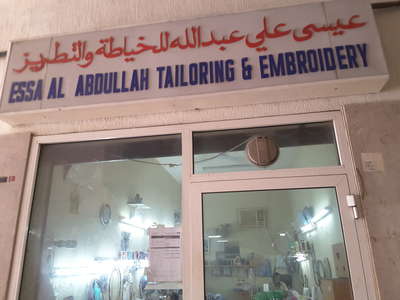 عيسى علي عبدالله للخياطة والتطريز
ESSA AL ABDULLAH TAILORING & EMBROIDERY